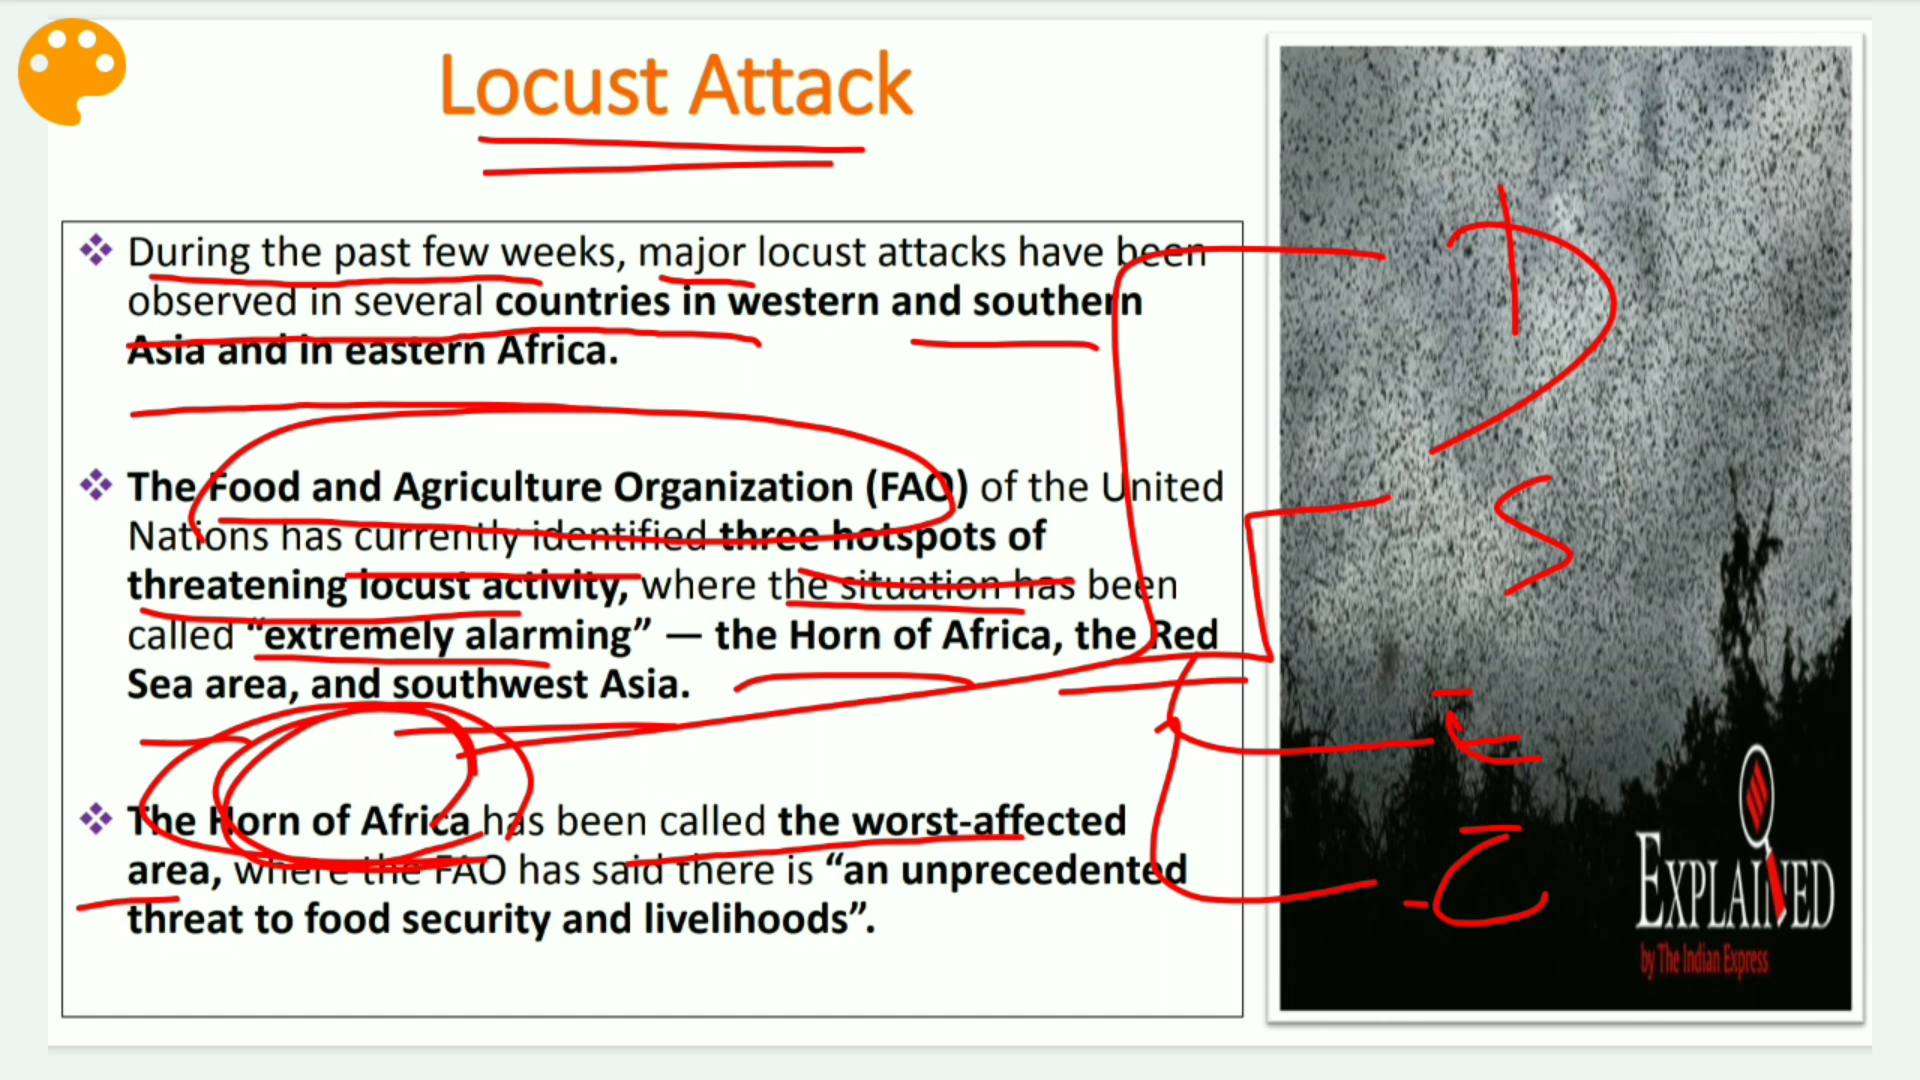 Locust Attack
During the past few weeks, major locust attacks have been
observed in several countries in western and southern
Asia and in eastern Africa.
The Food and Agriculture Organization (FAO) of the United
Nations has currently identified three hotspots of
threatening locust activity, where the situation has been
called “extremely alarming” — the Horn of Africa, the Red
Sea area, and southwest Asia.
The Horn of Africa has been called the worst-affected
area, where the FAO has said there is “an unprecedented
threat to food security and livelihoods”.
D
S
E
EXPLAINED
by The Indian Express